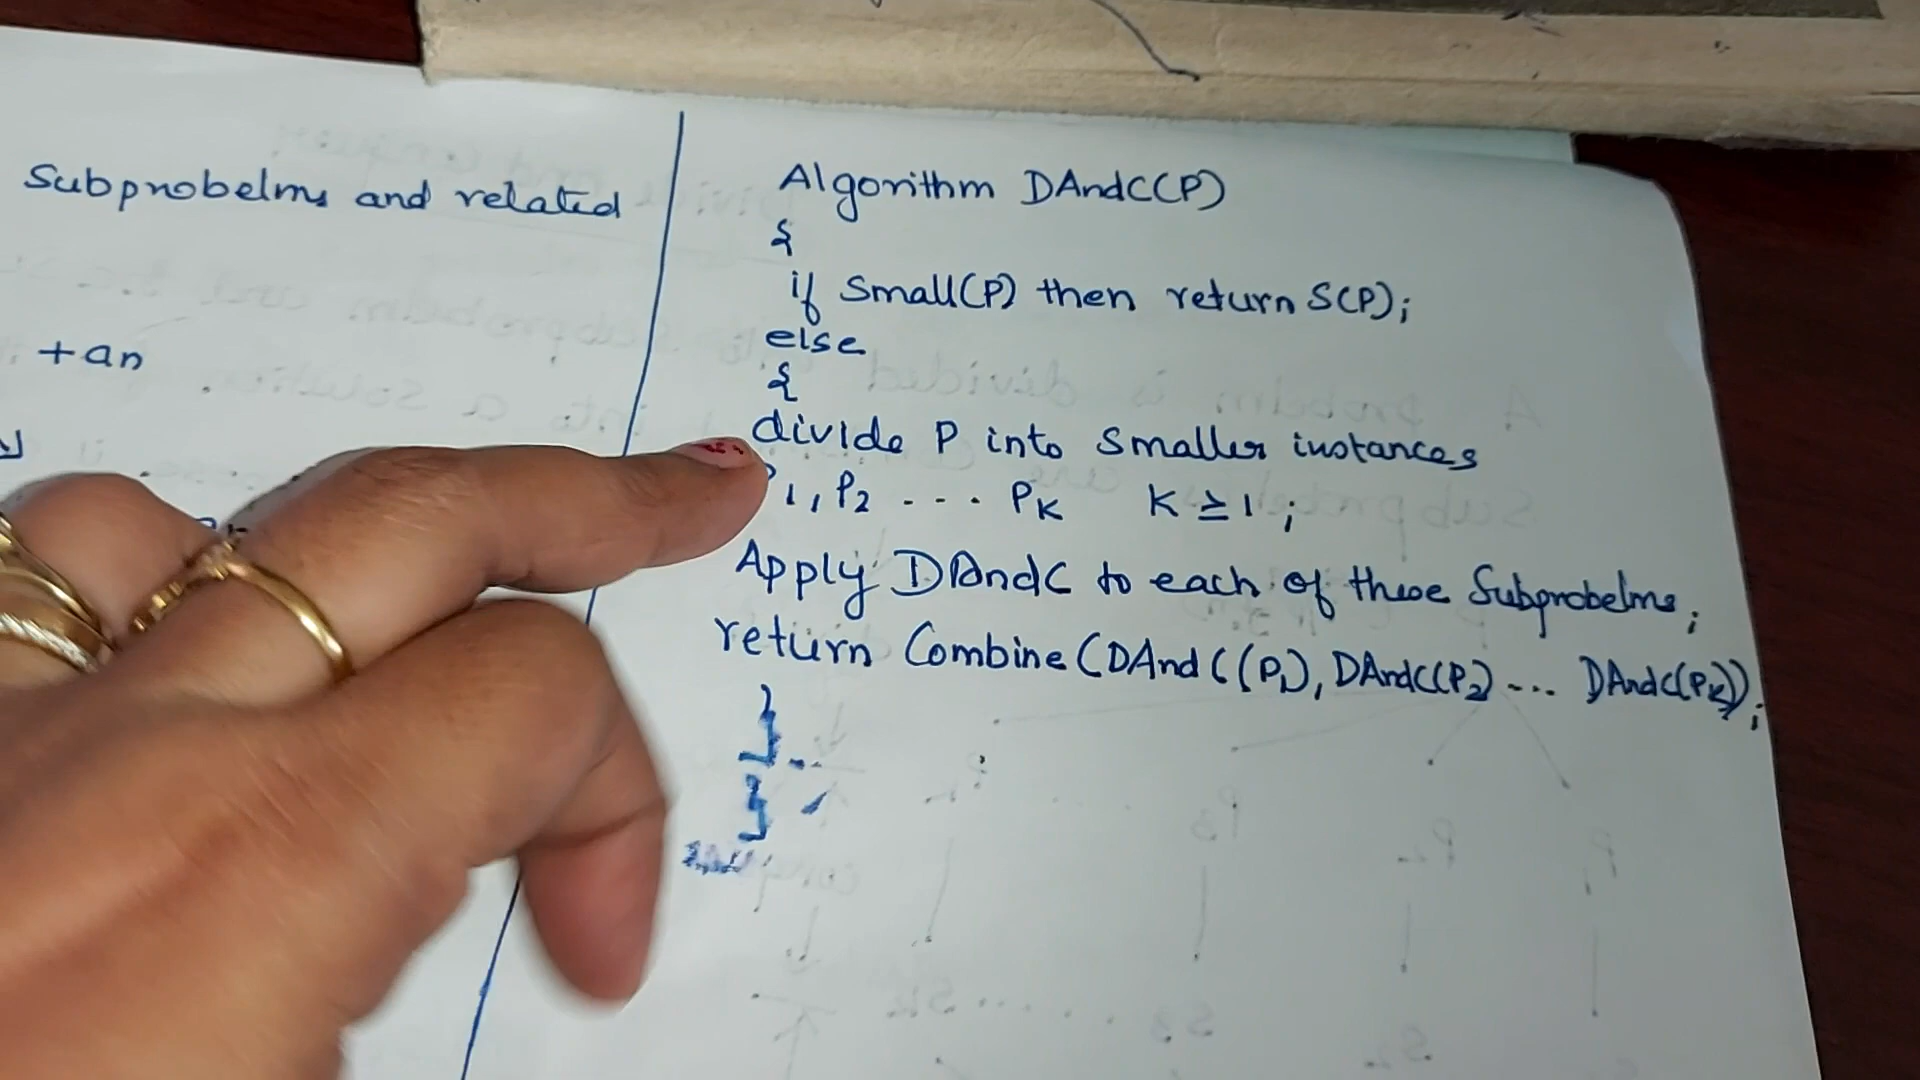 Subprobelms and related
+an
Algorithm DAndC(P)
{
if Small(P) then return S(P);
else
{
divide P into Smaller instances
P1, P2 - - - PK K ≥ 1 ;
Apply DAndC to each of these Subprobelms;
return Combine (DAndC(P1), DAndC(P2) --.. DAndC(PK));
}
}